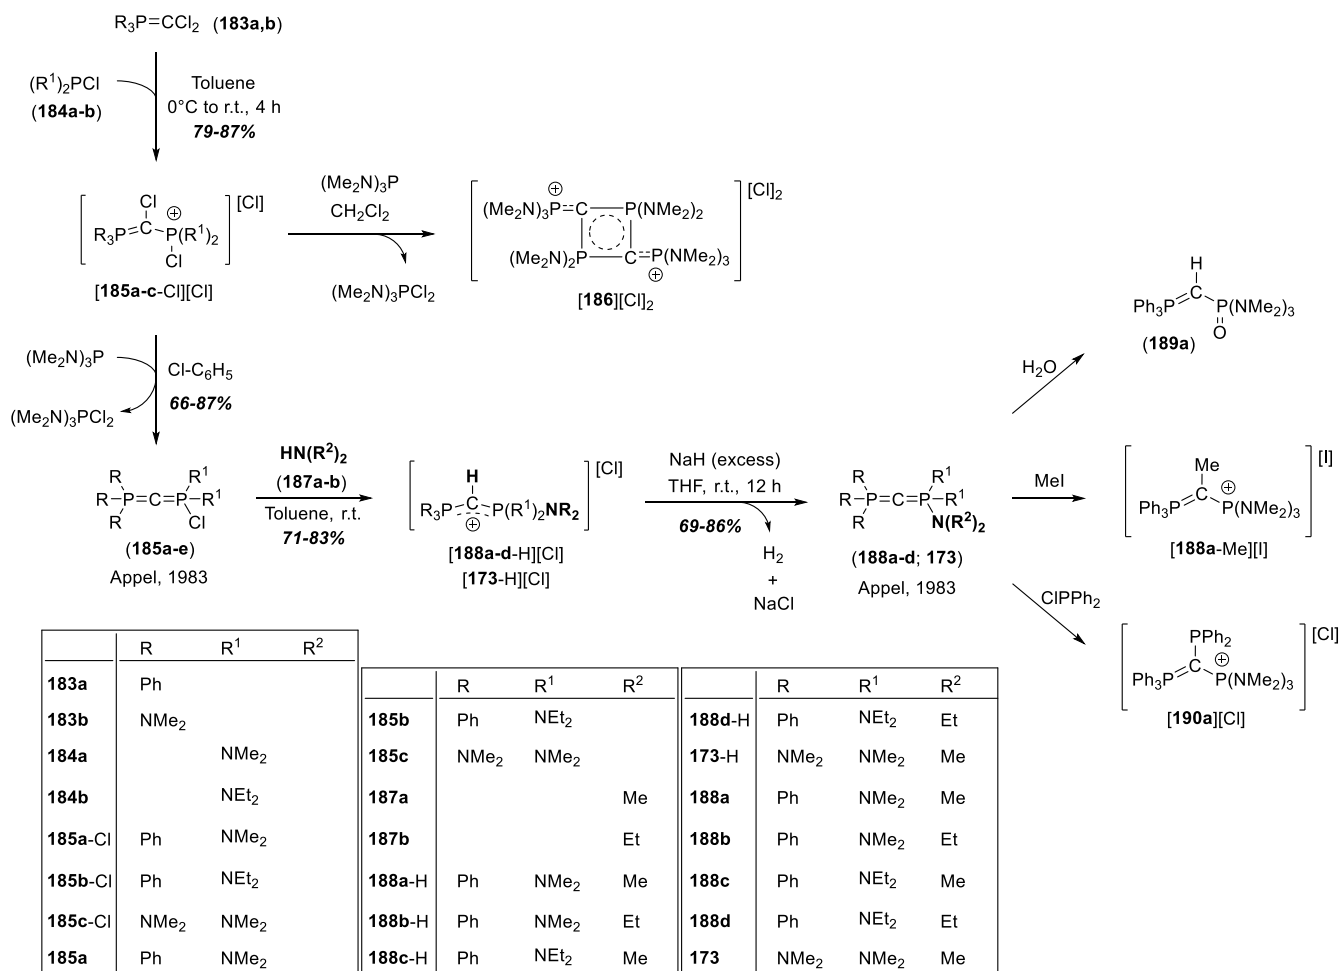 R3P=CCl2 (183a,b)
(R1)2PCl
(184a-b)
Toluene
0°C to r.t., 4 h
79-87%
Cl
R3P
C
P(R1)2
Cl
[Cl]
[185a-c-Cl][Cl]
(Me2N)3P
CH2Cl2
(Me2N)3PCl2
(Me2N)3P C P(NMe2)2
(Me2N)2P C P(NMe2)3
[Cl]2
[186][Cl]2
(Me2N)3P
Cl-C6H5
66-87%
(Me2N)3PCl2
R R1
R P=C=P R1
R Cl
(185a-e)
Appel, 1983
HN(R2)2
(187a-b)
Toluene, r.t.
71-83%
H
R3P C P(R1)2NR2
[Cl]
[188a-d-H][Cl]
[173-H][Cl]
NaH (excess)
THF, r.t., 12 h
69-86%
H2
+
NaCl
R R1
R P=C=P R1
R N(R2)2
(188a-d; 173)
Appel, 1983
H2O
H
Ph3P C P(NMe2)3
O
(189a)
MeI
Me
Ph3P C P(NMe2)3
[I]
[188a-Me][I]
ClPPh2
PPh2
Ph3P C P(NMe2)3
[Cl]
[190a][Cl]
R R1 R2
183a Ph
183b NMe2
184a NMe2
184b NEt2
185a-Cl Ph NMe2
185b-Cl Ph NEt2
185c-Cl NMe2 NMe2
185a Ph NMe2
R R1 R2
185b Ph NEt2
185c NMe2 NMe2
187a Me
187b Et
188a-H Ph NMe2 Me
188b-H Ph NMe2 Et
188c-H Ph NEt2 Me
R R1 R2
188d-H Ph NEt2 Et
173-H NMe2 NMe2 Me
188a Ph NMe2 Me
188b Ph NMe2 Et
188c Ph NEt2 Me
188d Ph NEt2 Et
173 NMe2 NMe2 Me